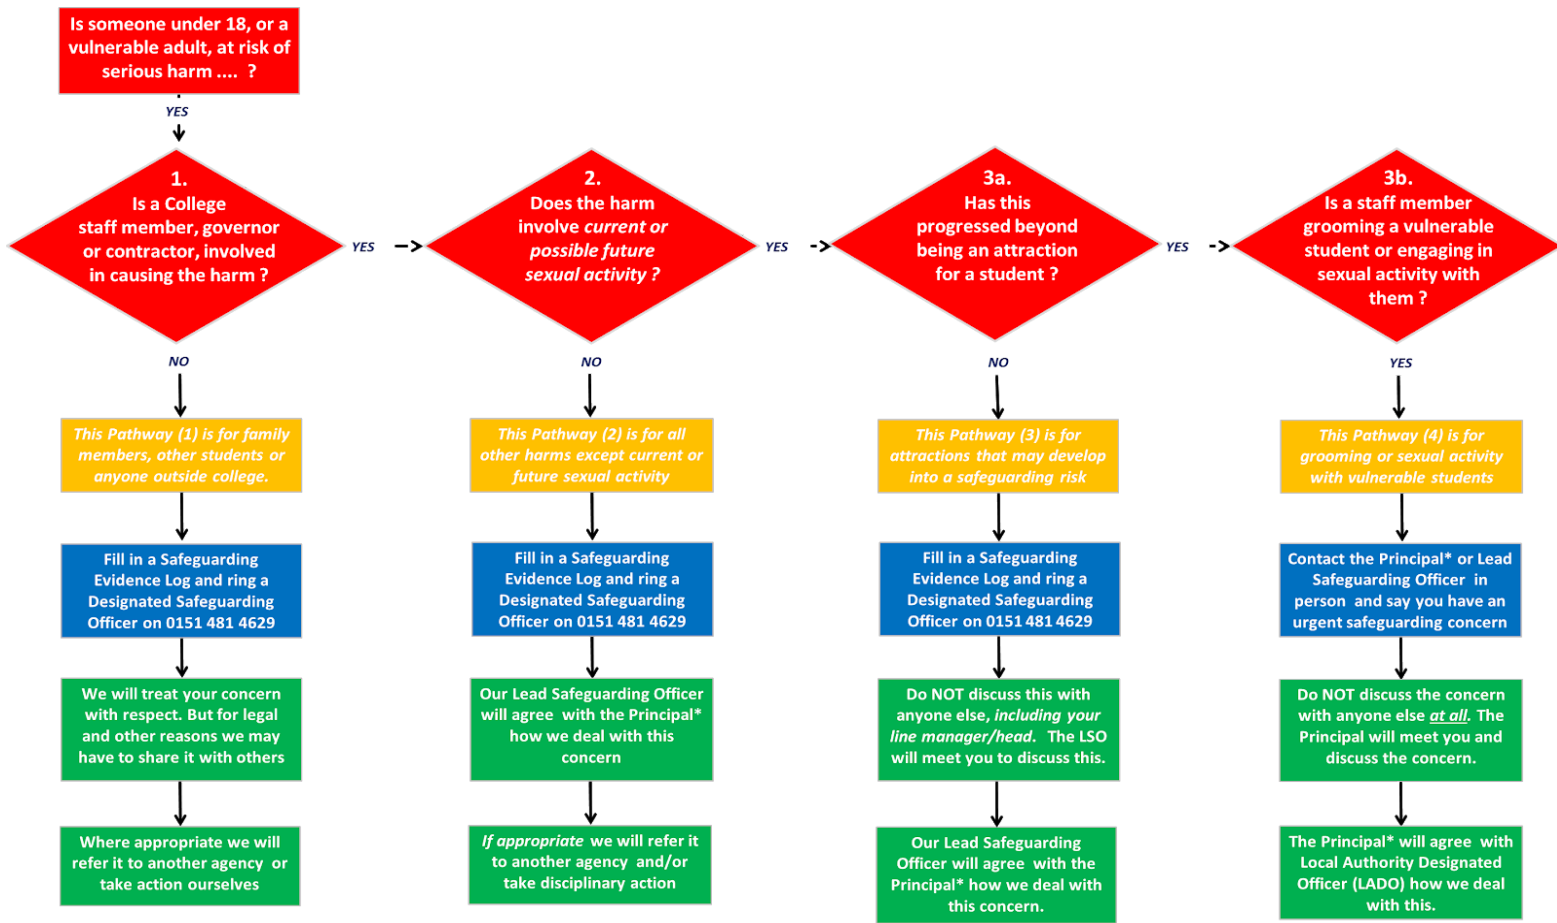 Is someone under 18, or a
vulnerable adult, at risk of
serious harm .... ?
YES
1.
Is a College
staff member, governor
or contractor, involved
in causing the harm ?
YES
2.
Does the harm
involve current or
possible future
sexual activity ?
YES
3a.
Has this
progressed beyond
being an attraction
for a student ?
YES
3b.
Is a staff member
grooming a vulnerable
student or engaging in
sexual activity with
them ?
NO
NO
NO
YES
This Pathway (1) is for family
members, other students or
anyone outside college.
This Pathway (2) is for all
other harms except current or
future sexual activity
This Pathway (3) is for
attractions that may develop
into a safeguarding risk
This Pathway (4) is for
grooming or sexual activity
with vulnerable students
Fill in a Safeguarding
Evidence Log and ring a
Designated Safeguarding
Officer on 0151 481 4629
Fill in a Safeguarding
Evidence Log and ring a
Designated Safeguarding
Officer on 0151 481 4629
Fill in a Safeguarding
Evidence Log and ring a
Designated Safeguarding
Officer on 0151 481 4629
Contact the Principal* or Lead
Safeguarding Officer in
person and say you have an
urgent safeguarding concern
We will treat your concern
with respect. But for legal
and other reasons we may
have to share it with others
Our Lead Safeguarding Officer
will agree with the Principal*
how we deal with this
concern
Do NOT discuss this with
anyone else, including your
line manager/head. The LSO
will meet you to discuss this.
Do NOT discuss the concern
with anyone else at all. The
Principal will meet you and
discuss the concern.
Where appropriate we will
refer it to another agency or
take action ourselves
If appropriate we will refer it
to another agency and/or
take disciplinary action
Our Lead Safeguarding
Officer will agree with the
Principal* how we deal with
this concern.
The Principal* will agree with
Local Authority Designated
Officer (LADO) how we deal
with this.